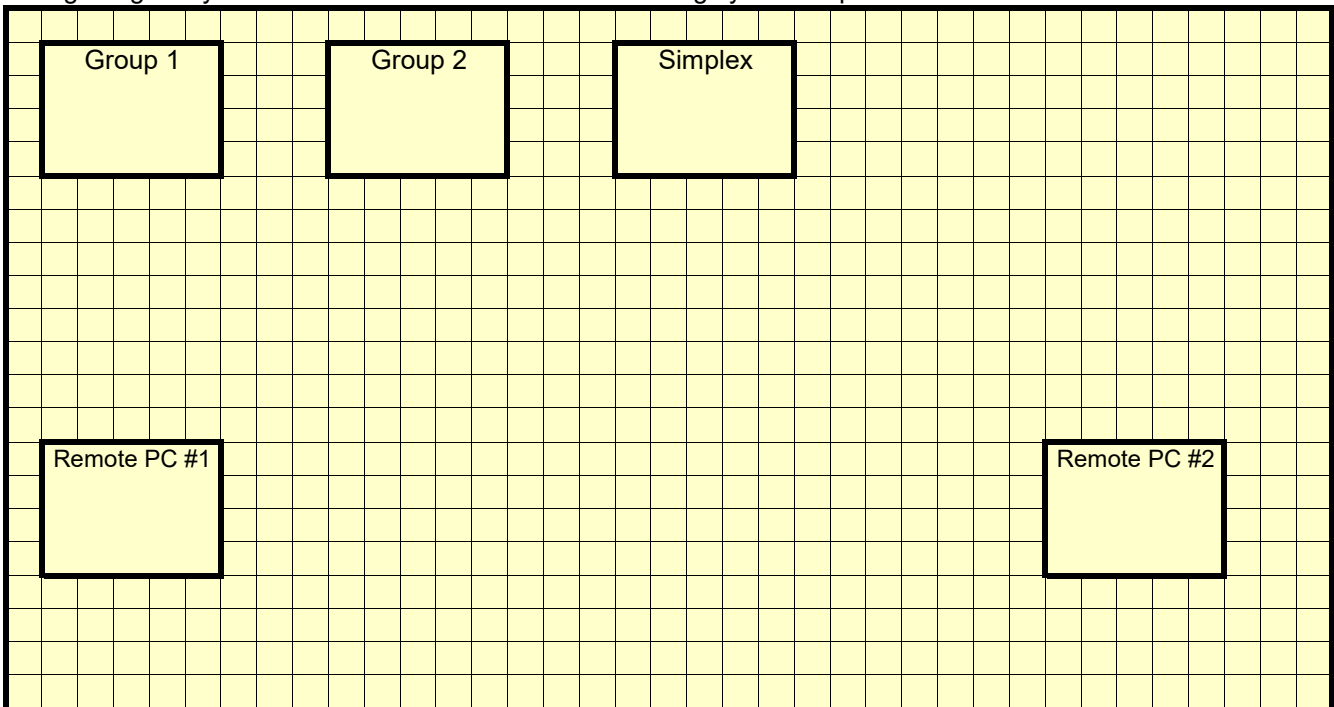 Group 1
Group 2
Simplex
Remote PC #1
Remote PC #2